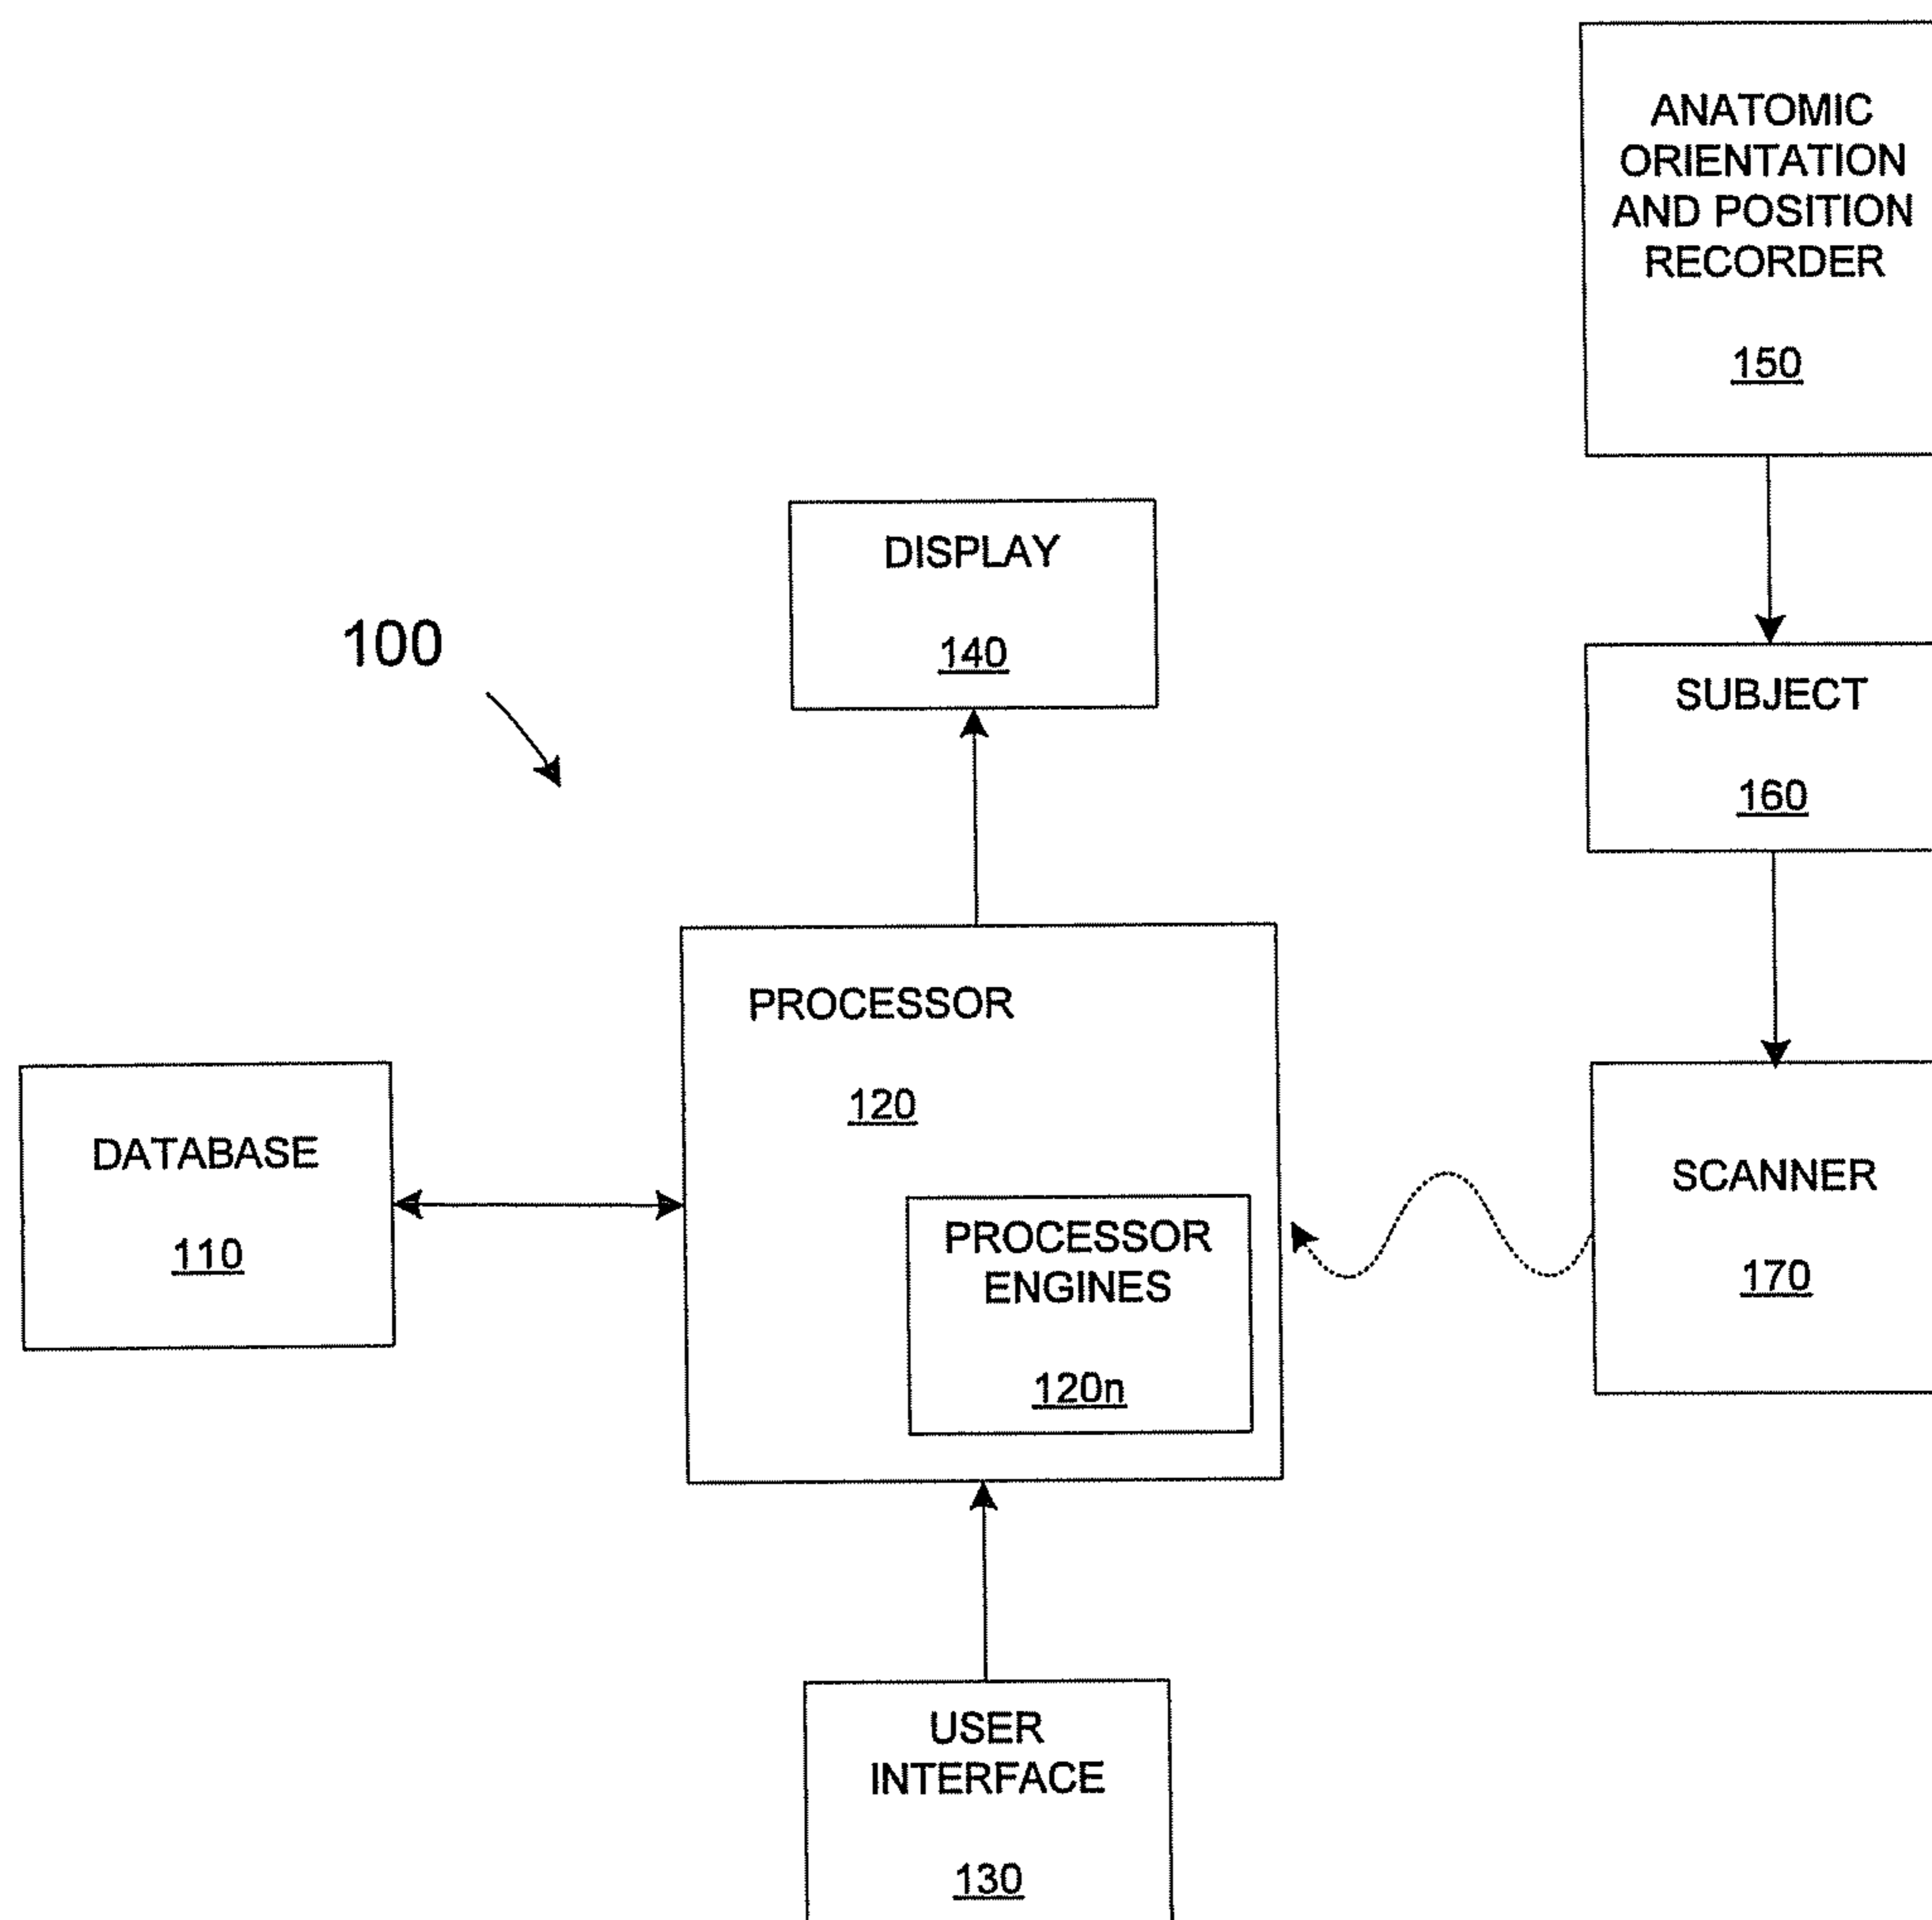 ANATOMIC
ORIENTATION
AND POSITION
RECORDER
150
DISPLAY
140
100
SUBJECT
160
PROCESSOR
120
DATABASE
110
SCANNER
170
PROCESSOR
ENGINES
120n
USER
INTERFACE
130